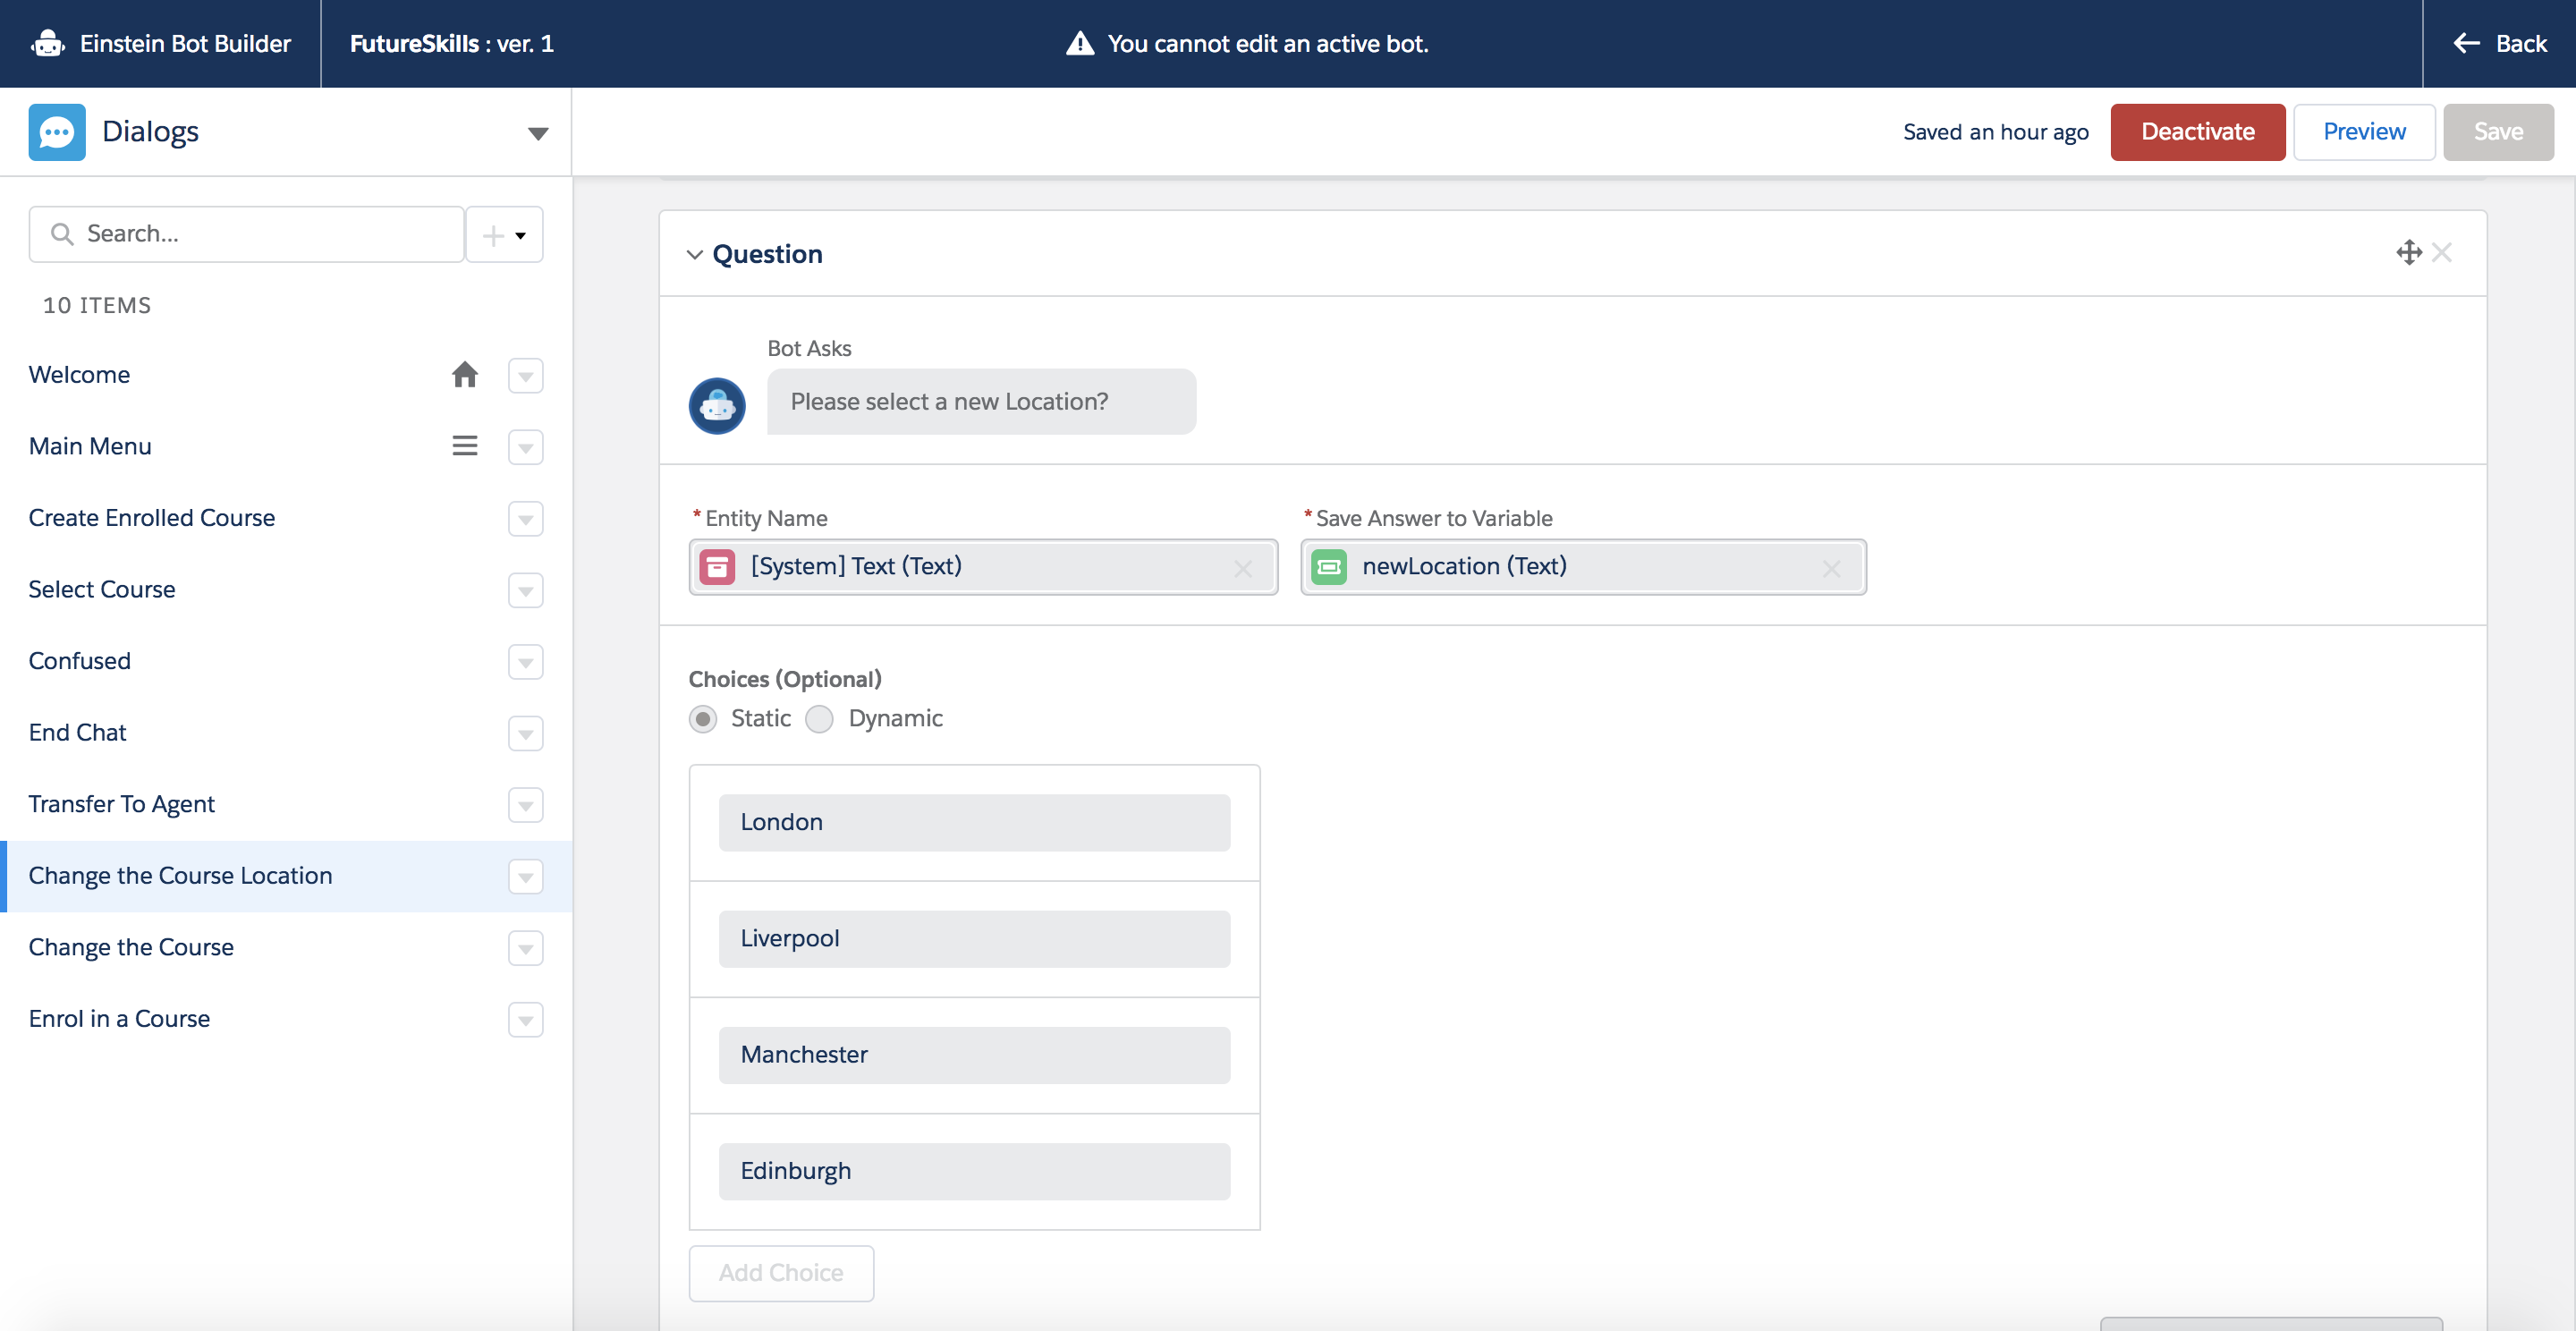 Einstein Bot Builder
FutureSkills : ver. 1
You cannot edit an active bot.
Back
Dialogs
Saved an hour ago
Deactivate
Preview
Save
Search...
10 ITEMS
Welcome
Main Menu
Create Enrolled Course
Select Course
Confused
End Chat
Transfer To Agent
Change the Course Location
Change the Course
Enrol in a Course
Question
Bot Asks
Please select a new Location?
*Entity Name
[System] Text (Text)
*Save Answer to Variable
newLocation (Text)
Choices (Optional)
Static
Dynamic
London
Liverpool
Manchester
Edinburgh
Add Choice